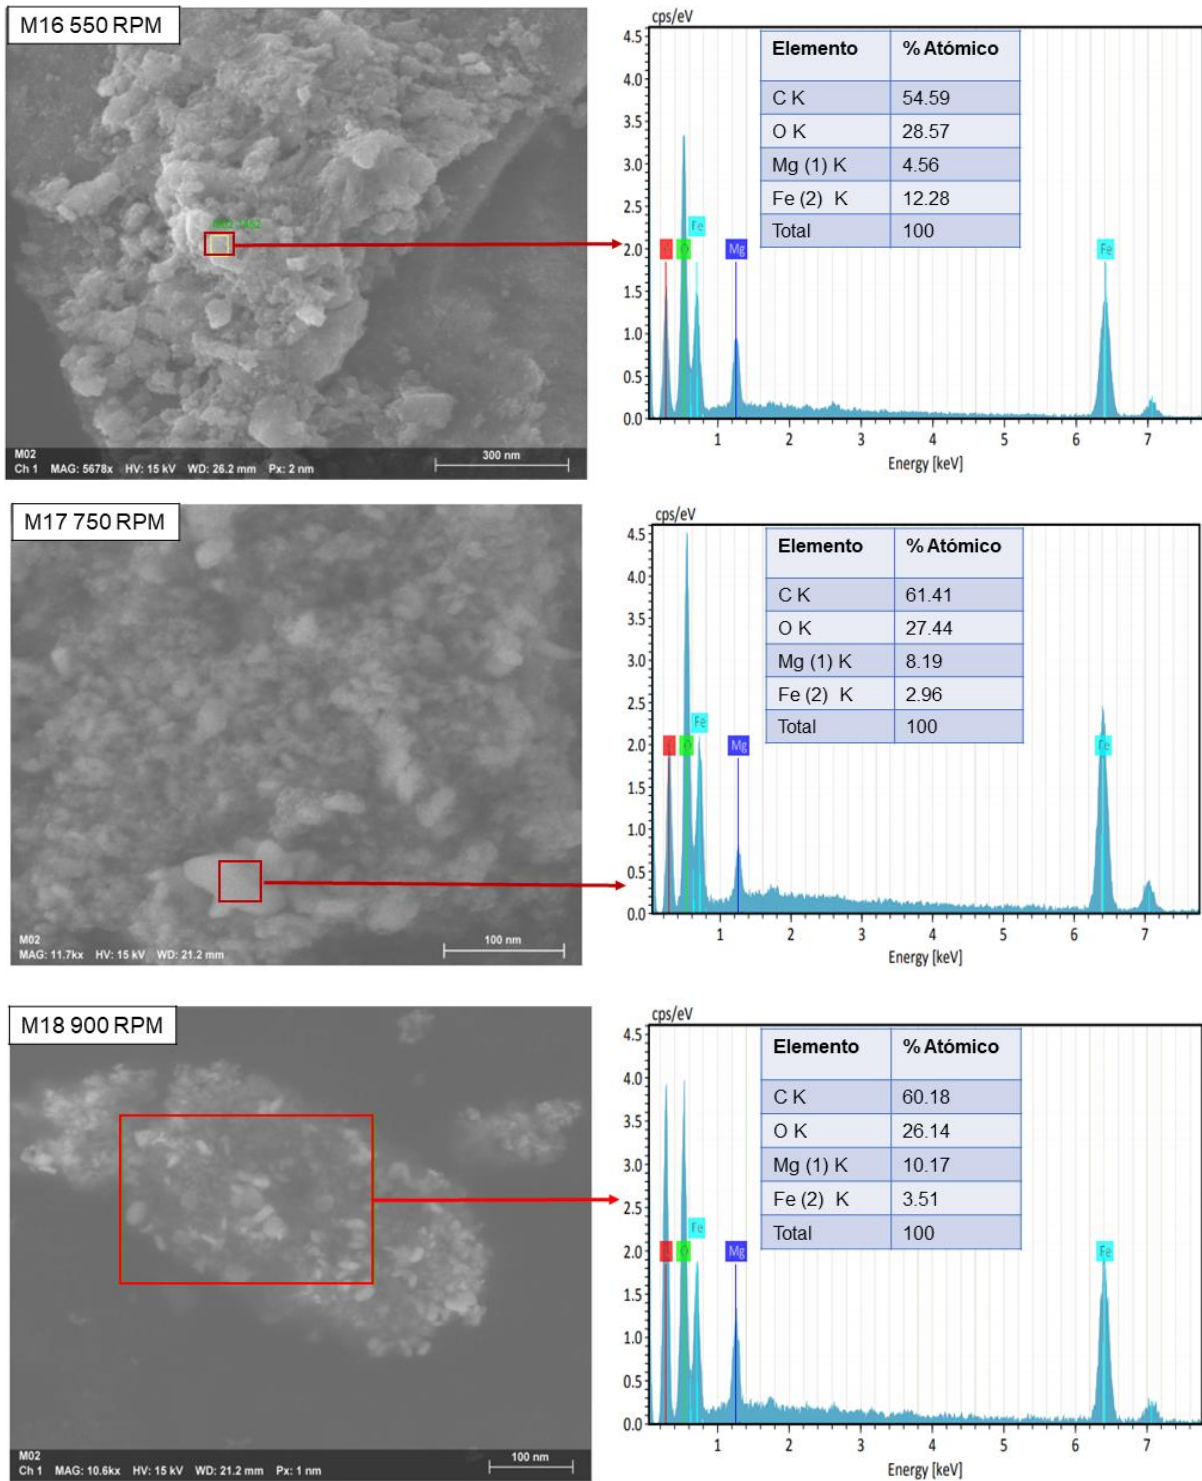 M16 550 RPM
M02
Ch 1 MAG: 5678x HV: 15 kV WD: 26.2 mm Px: 2 nm
300 nm
cps/eV
4.5
4.0
3.5
3.0
2.5
2.0
1.5
1.0
0.5
0.0
Elemento % Atómico
C K 54.59
O K 28.57
Mg (1) K 4.56
Fe (2) K 12.28
Total 100
Fe
O Mg Fe
1 2 3 4 5 6 7
Energy [keV]
M17 750 RPM
M02
MAG: 11.7kx HV: 15 kV WD: 21.2 mm
100 nm
cps/eV
4.5
4.0
3.5
3.0
2.5
2.0
1.5
1.0
0.5
0.0
Elemento % Atómico
C K 61.41
O K 27.44
Mg (1) K 8.19
Fe (2) K 2.96
Total 100
Fe
O Mg Fe
1 2 3 4 5 6 7
Energy [keV]
M18 900 RPM
M02
Ch 1 MAG: 10.6kx HV: 15 kV WD: 21.2 mm Px: 1 nm
100 nm
cps/eV
4.5
4.0
3.5
3.0
2.5
2.0
1.5
1.0
0.5
0.0
Elemento % Atómico
C K 60.18
O K 26.14
Mg (1) K 10.17
Fe (2) K 3.51
Total 100
Fe
O Mg Fe
1 2 3 4 5 6 7
Energy [keV]